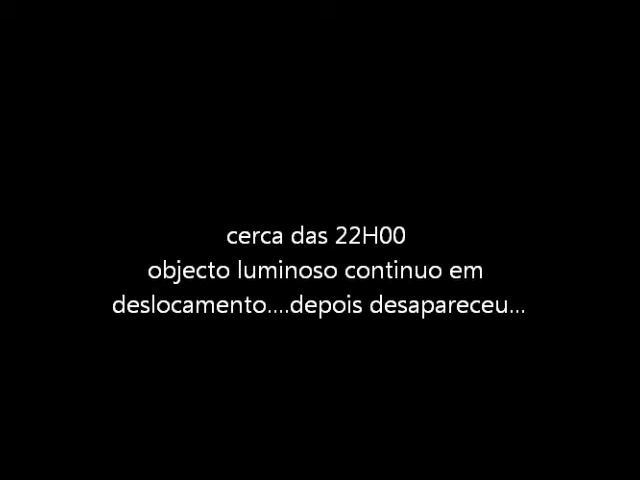 cerca das 22H00
objecto luminoso continuo em
deslocamento....depois desapareceu...